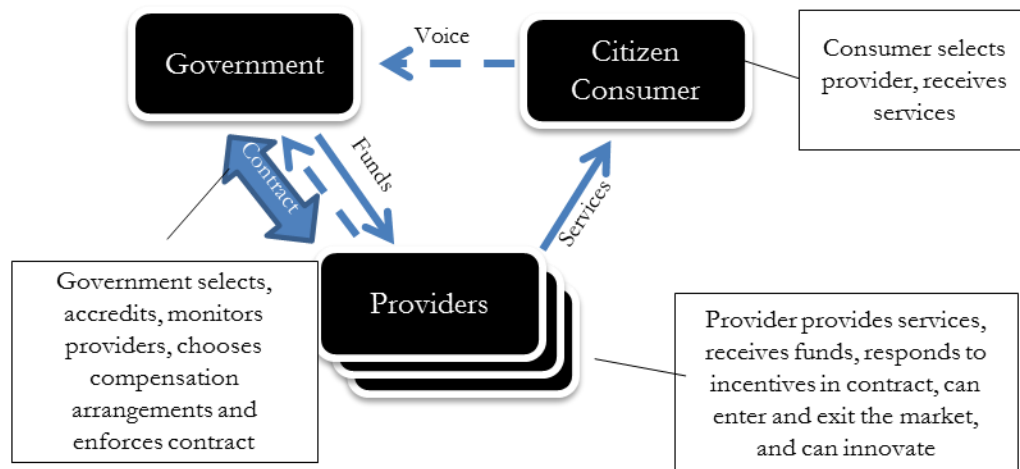 Government
Voice
Citizen
Consumer
Consumer selects
provider, receives
services
Contract
Funds
Services
Government selects,
accredits, monitors
providers, chooses
compensation
arrangements and
enforces contract
Providers
Provider provides services,
receives funds, responds to
incentives in contract, can
enter and exit the market,
and can innovate